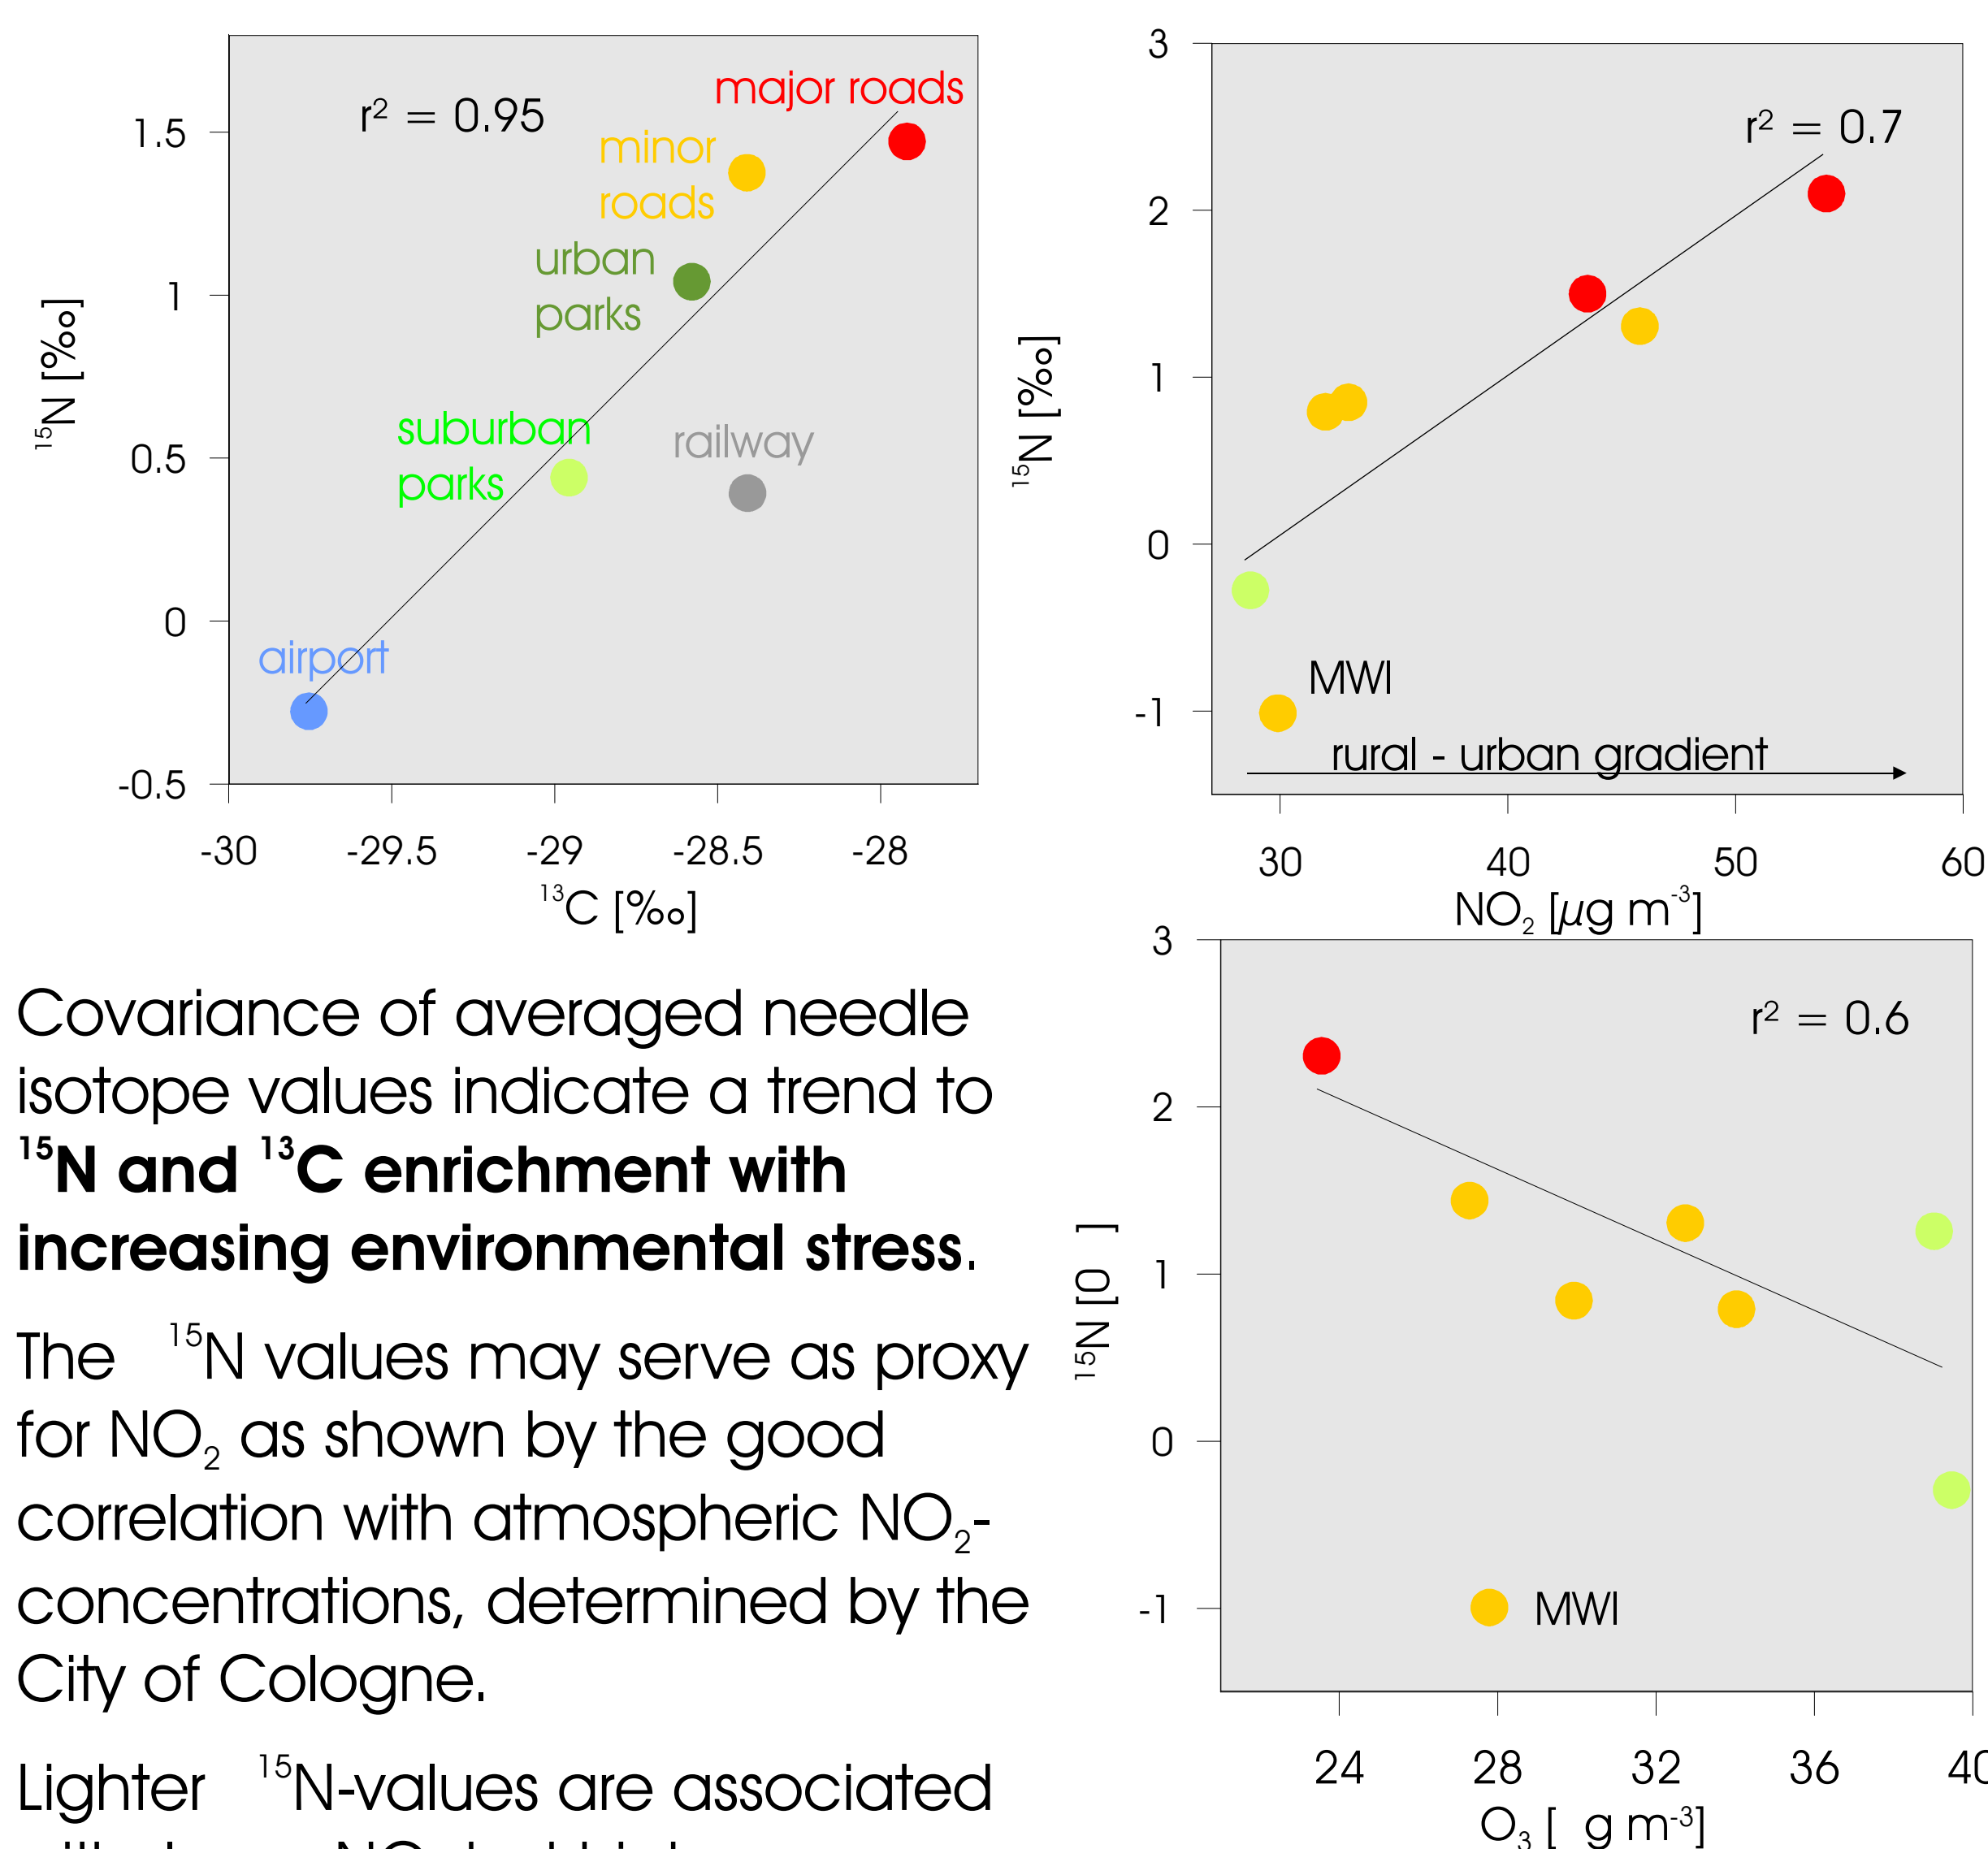 r² = 0.95
major roads
minor
roads
urban
parks
suburban
parks
railway
airport
1.5
1
0.5
0
-0.5
¹⁵N [‰]
-30 -29.5 -29 -28.5 -28
¹³C [‰]
3
2
1
0
-1
¹⁵N [‰]
r² = 0.7
MWI
rural - urban gradient
30 40 50 60
NO₂ [µg m⁻³]
3
2
1
0
-1
¹⁵N [0 ]
r² = 0.6
MWI
24 28 32 36 40
O₃ [ g m⁻³]
Covariance of averaged needle
isotope values indicate a trend to
¹⁵N and ¹³C enrichment with
increasing environmental stress.
The ¹⁵N values may serve as proxy
for NO₂ as shown by the good
correlation with atmospheric NO₂-
concentrations, determined by the
City of Cologne.
Lighter ¹⁵N-values are associated